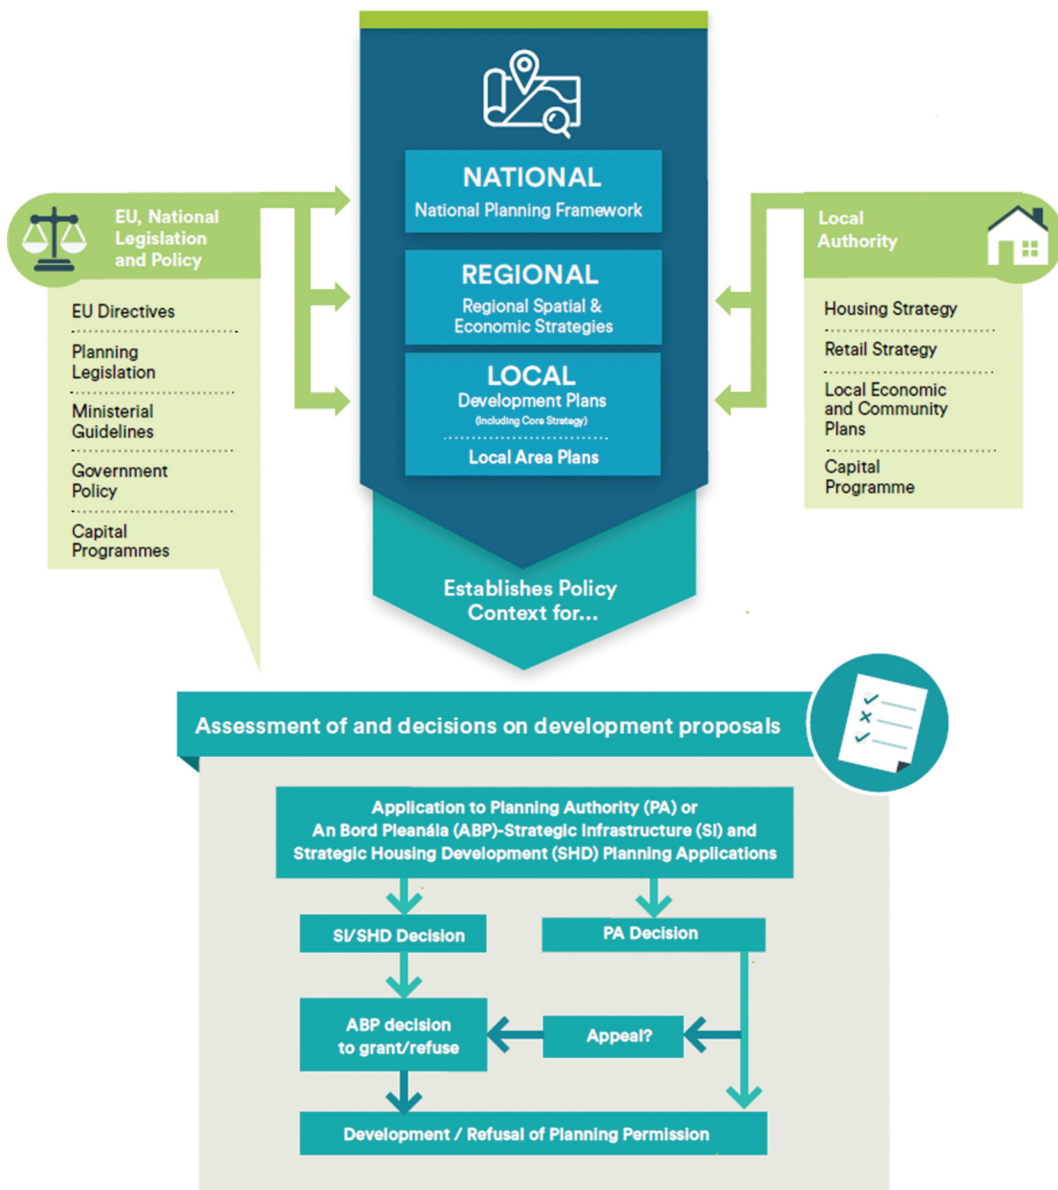 NATIONAL
National Planning Framework
REGIONAL
Regional Spatial &
Economic Strategies
LOCAL
Development Plans
(Including Core Strategy)
Local Area Plans
EU, National
Legislation
and Policy
EU Directives
Planning
Legislation
Ministerial
Guidelines
Government
Policy
Capital
Programmes
Local
Authority
Housing Strategy
Retail Strategy
Local Economic
and Community
Plans
Capital
Programme
Establishes Policy
Context for...
Assessment of and decisions on development proposals
Application to Planning Authority (PA) or
An Bord Pleanála (ABP)-Strategic Infrastructure (SI) and
Strategic Housing Development (SHD) Planning Applications
SI/SHD Decision
PA Decision
ABP decision
to grant/refuse
Appeal?
Development / Refusal of Planning Permission